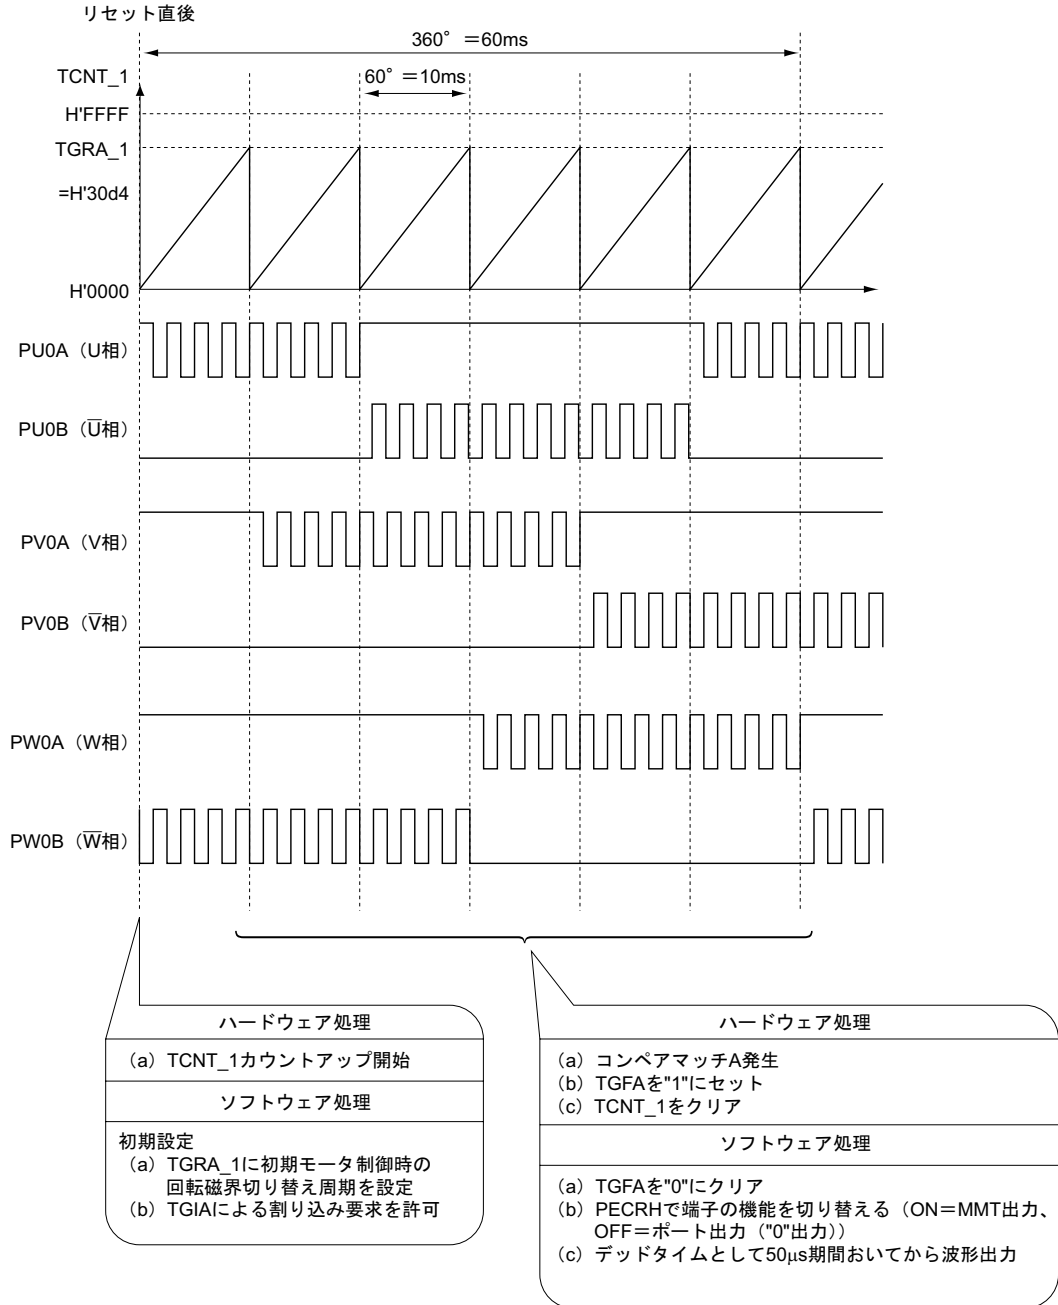 リセット直後
360° =60ms
TCNT_1
60° =10ms
H'FFFF
TGRA_1
=H'30d4
H'0000
PU0A（U相）
PU0B（U̅相）
PV0A（V相）
PV0B（V̅相）
PW0A（W相）
PW0B（W̅相）
ハードウェア処理
（a）TCNT_1カウントアップ開始
ソフトウェア処理
初期設定
（a）TGRA_1に初期モータ制御時の
回転磁界切り替え周期を設定
（b）TGIAによる割り込み要求を許可
ハードウェア処理
（a）コンペアマッチA発生
（b）TGFAを"1"にセット
（c）TCNT_1をクリア
ソフトウェア処理
（a）TGFAを"0"にクリア
（b）PECRHで端子の機能を切り替える（ON＝MMT出力、
OFF＝ポート出力（"0"出力））
（c）デッドタイムとして50μs期間おいてから波形出力